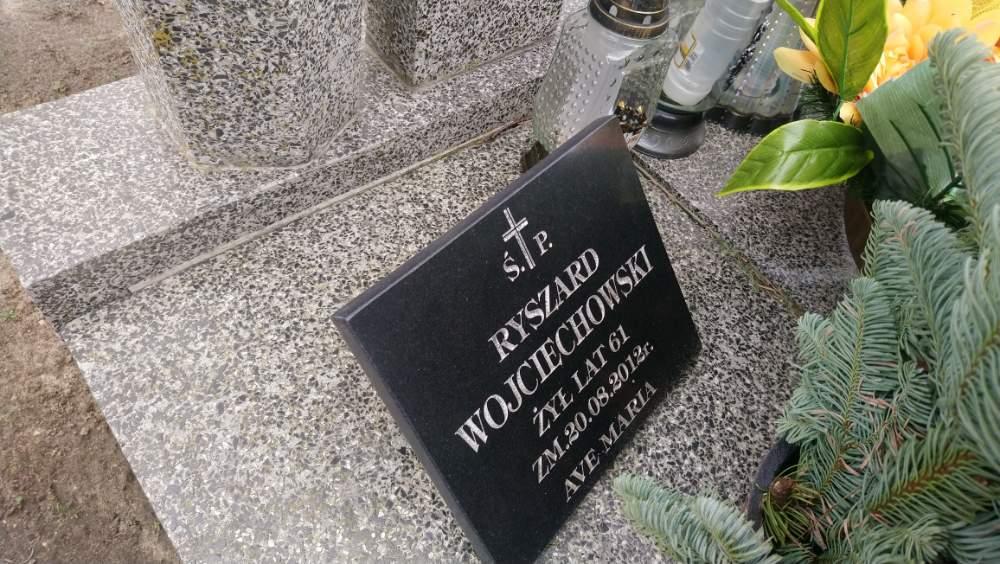 Ś. P.
RYSZARD
WOJCIECHOWSKI
ŻYŁ LAT 61
ZM.20.08.2012r.
AVE MARIA